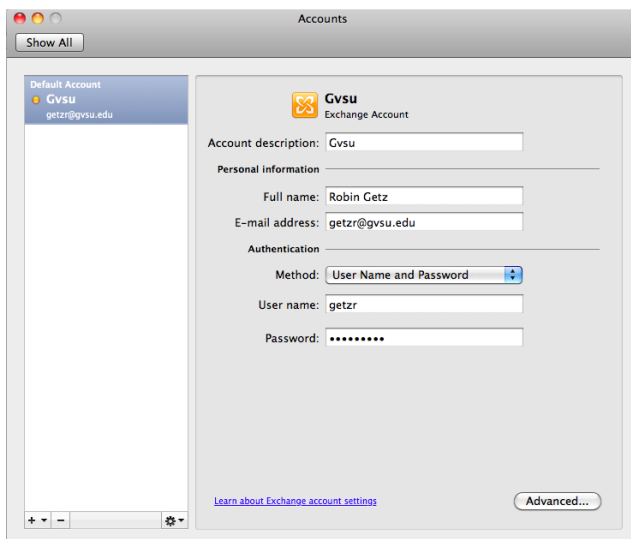 Accounts
Show All
Default Account
Gvsu
getzr@gvsu.edu
Gvsu
Exchange Account
Account description: Gvsu
Personal information
Full name: Robin Getz
E-mail address: getzr@gvsu.edu
Authentication
Method: User Name and Password
User name: getzr
Password: •••••••••
Learn about Exchange account settings
Advanced...